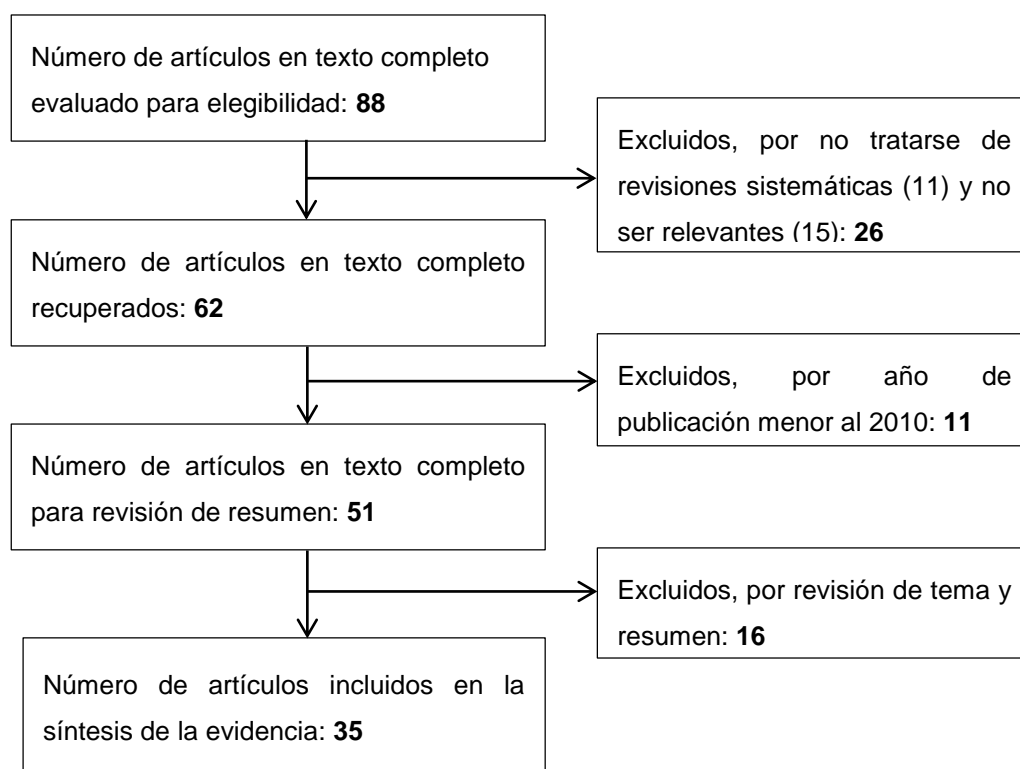 Número de artículos en texto completo
evaluado para elegibilidad: 88
Excluidos, por no tratarse de
revisiones sistemáticas (11) y no
ser relevantes (15): 26
Número de artículos en texto completo
recuperados: 62
Excluidos, por año de
publicación menor al 2010: 11
Número de artículos en texto completo
para revisión de resumen: 51
Excluidos, por revisión de tema y
resumen: 16
Número de artículos incluidos en la
síntesis de la evidencia: 35